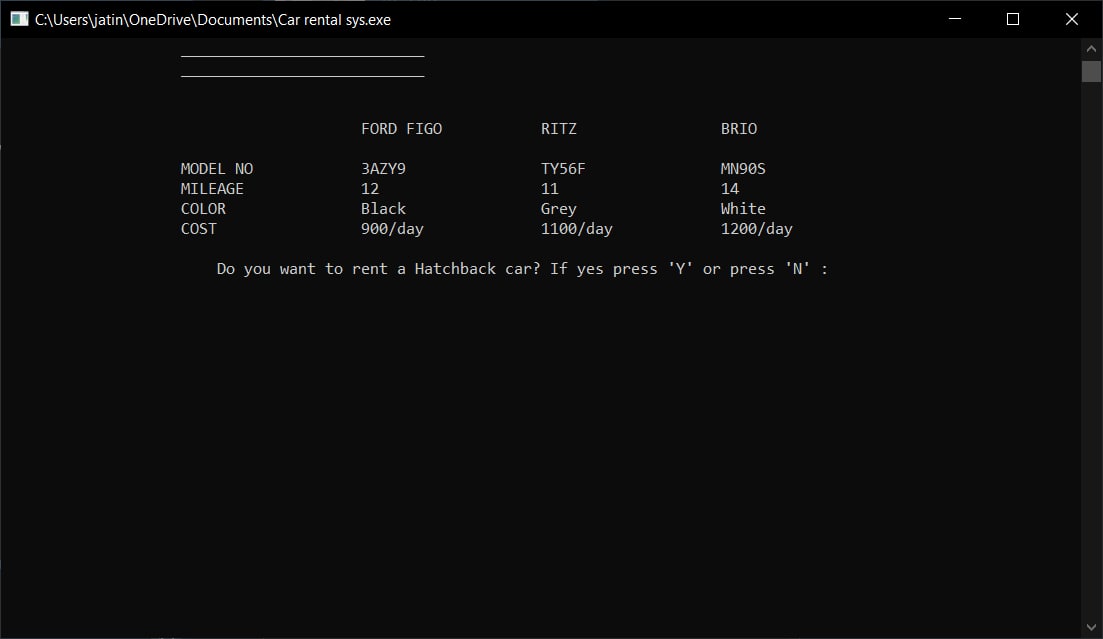 C:\Users\jatin\OneDrive\Documents\Car rental sys.exe
FORD FIGO RITZ BRIO
MODEL NO 3AZY9 TY56F MN90S
MILEAGE 12 11 14
COLOR Black Grey White
COST 900/day 1100/day 1200/day
Do you want to rent a Hatchback car? If yes press 'Y' or press 'N' :